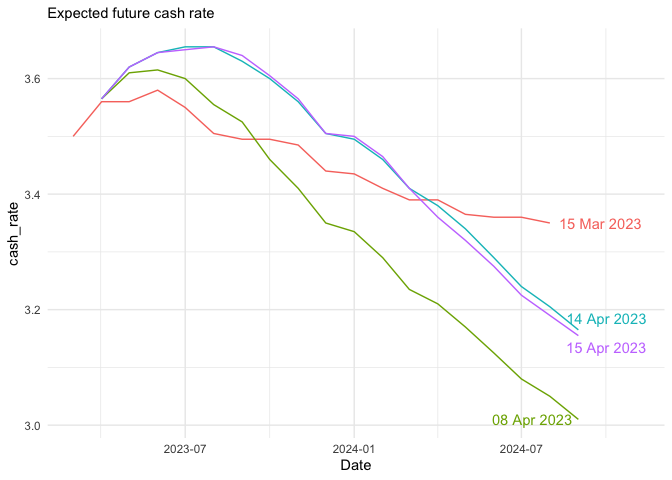 Expected future cash rate
3.6
3.4
3.2
3.0
cash_rate
15 Mar 2023
14 Apr 2023
15 Apr 2023
08 Apr 2023
2023-07
2024-01
2024-07
Date